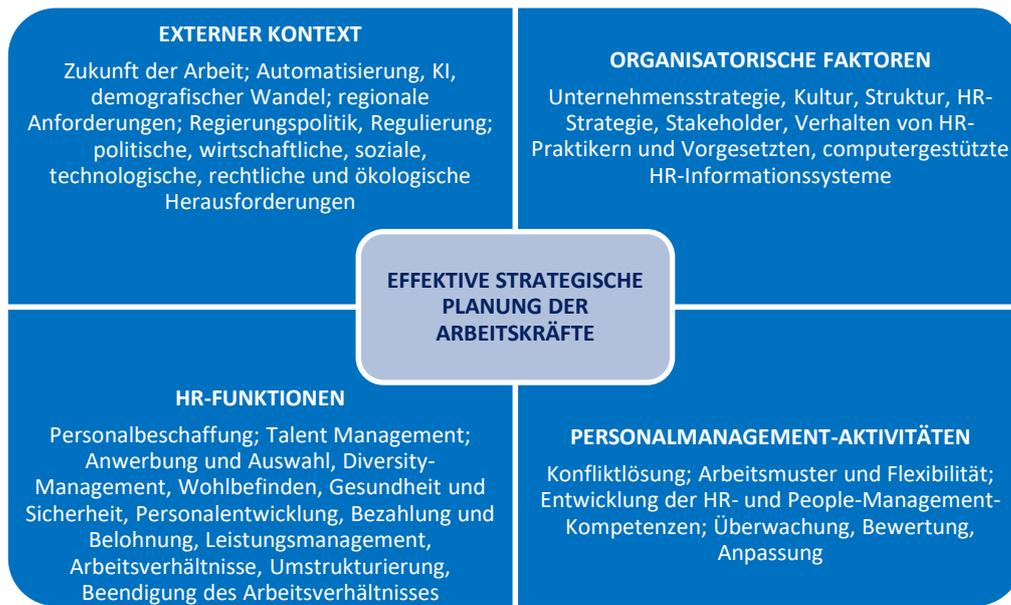 EXTERNER KONTEXT
Zukunft der Arbeit; Automatisierung, KI,
demografischer Wandel; regionale
Anforderungen; Regierungspolitik, Regulierung;
politische, wirtschaftliche, soziale,
technologische, rechtliche und ökologische
Herausforderungen
ORGANISATORISCHE FAKTOREN
Unternehmensstrategie, Kultur, Struktur, HR-
Strategie, Stakeholder, Verhalten von HR-
Praktikern und Vorgesetzten, computergestützte
HR-Informationssysteme
EFFEKTIVE STRATEGISCHE
PLANUNG DER
ARBEITSKRÄFTE
HR-FUNKTIONEN
Personalbeschaffung; Talent Management;
Anwerbung und Auswahl, Diversity-
Management, Wohlbefinden, Gesundheit und
Sicherheit, Personalentwicklung, Bezahlung und
Belohnung, Leistungsmanagement,
Arbeitsverhältnisse, Umstrukturierung,
Beendigung des Arbeitsverhältnisses
PERSONALMANAGEMENT-AKTIVITÄTEN
Konfliktlösung; Arbeitsmuster und Flexibilität;
Entwicklung der HR- und People-Management-
Kompetenzen; Überwachung, Bewertung,
Anpassung